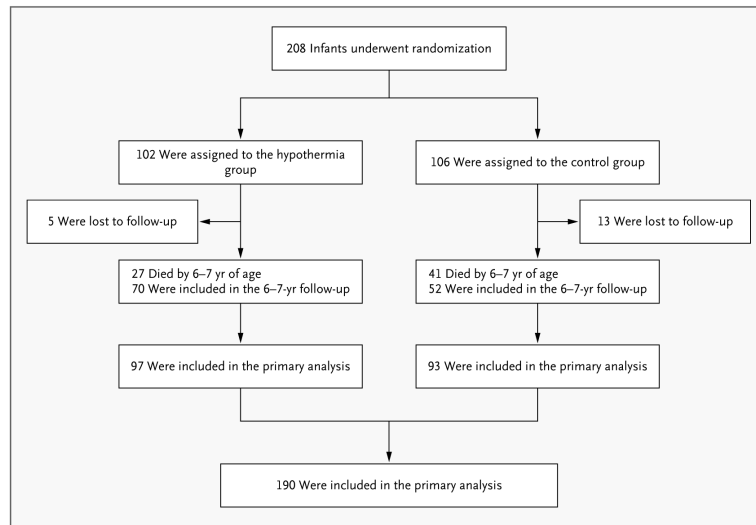 208 Infants underwent randomization
102 Were assigned to the hypothermia
group
106 Were assigned to the control group
5 Were lost to follow-up
13 Were lost to follow-up
27 Died by 6–7 yr of age
70 Were included in the 6–7-yr follow-up
41 Died by 6–7 yr of age
52 Were included in the 6–7-yr follow-up
97 Were included in the primary analysis
93 Were included in the primary analysis
190 Were included in the primary analysis